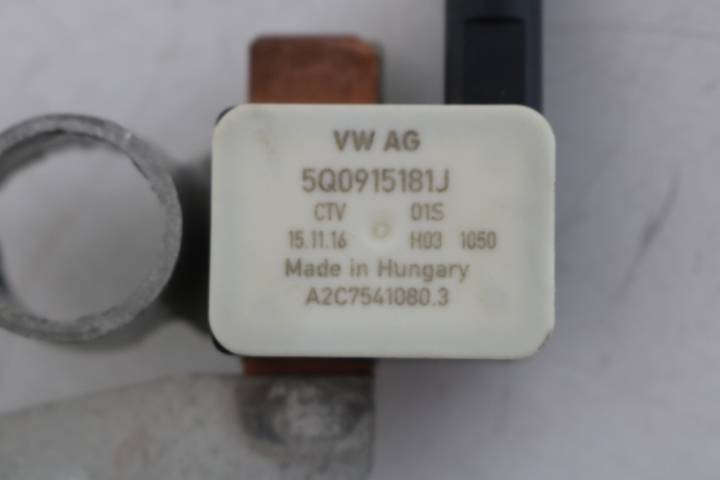 VW AG
5Q0915181J
CTV 01S
15.11.16 H03 1050
Made in Hungary
A2C7541080.3